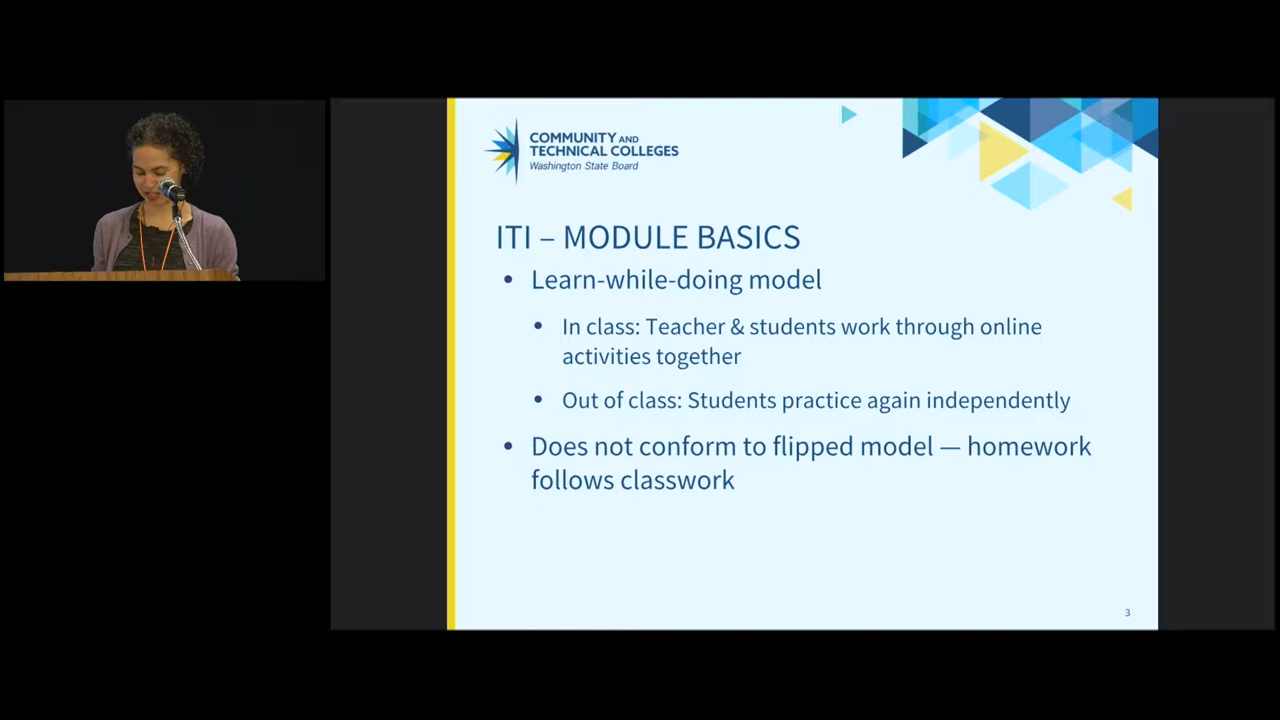 COMMUNITY AND
TECHNICAL COLLEGES
Washington State Board
ITI – MODULE BASICS
• Learn-while-doing model
• In class: Teacher & students work through online
activities together
• Out of class: Students practice again independently
• Does not conform to flipped model — homework
follows classwork
3